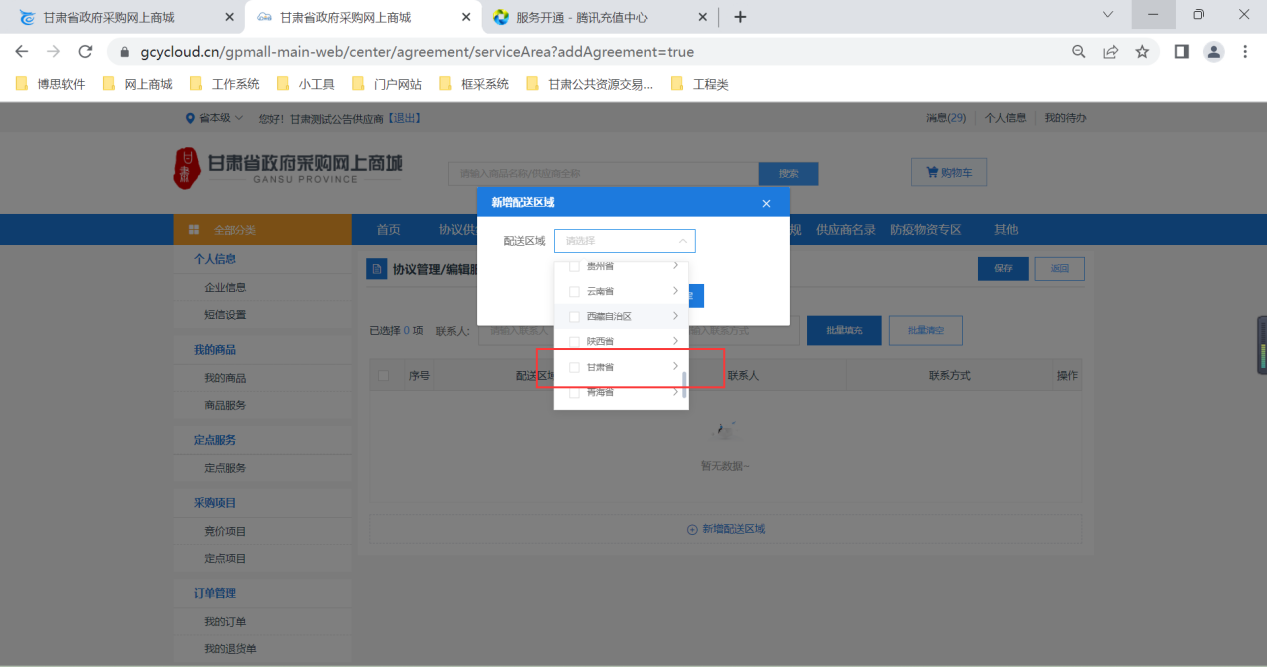 甘肃省政府采购网上商城
甘肃省政府采购网上商城
服务开通 - 腾讯充值中心
gcycloud.cn/gpmall-main-web/center/agreement/serviceArea?addAgreement=true
博思软件 网上商城 工作系统 小工具 门户网站 框采系统 甘肃公共资源交易... 工程类
省本级 您好！甘肃测试公告供应商【退出】 消息(29) 个人信息 我的待办
甘肃省政府采购网上商城
GANSU PROVINCE
请输入商品名称/供应商全称 搜索 购物车
新增配送区域
全部分类 首页 协议供 规 供应商名录 防疫物资专区 其他
配送区域 请选择
贵州省
云南省
西藏自治区
陕西省
甘肃省
青海省
个人信息
企业信息
短信设置
我的商品
我的商品
商品服务
定点服务
定点服务
采购项目
竞价项目
定点项目
订单管理
我的订单
我的退货单
协议管理/编辑服 保存 返回
已选择 0 项 联系人: 请输入联系人 输入联系方式 批量填充 批量清空
序号 配送区域 联系人 联系方式 操作
暂无数据~
新增配送区域